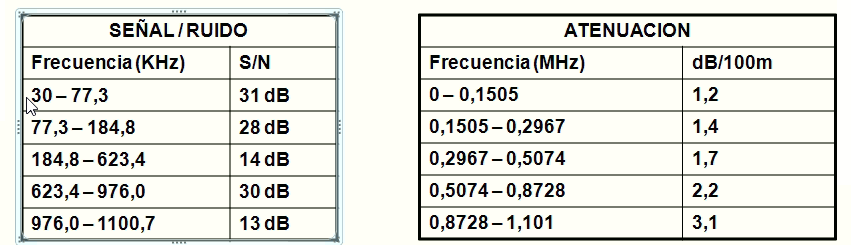 SEÑAL / RUIDO
Frecuencia (KHz) S/N
30 – 77,3 31 dB
77,3 – 184,8 28 dB
184,8 – 623,4 14 dB
623,4 – 976,0 30 dB
976,0 – 1100,7 13 dB
ATENUACION
Frecuencia (MHz) dB/100m
0 – 0,1505 1,2
0,1505 – 0,2967 1,4
0,2967 – 0,5074 1,7
0,5074 – 0,8728 2,2
0,8728 – 1,101 3,1